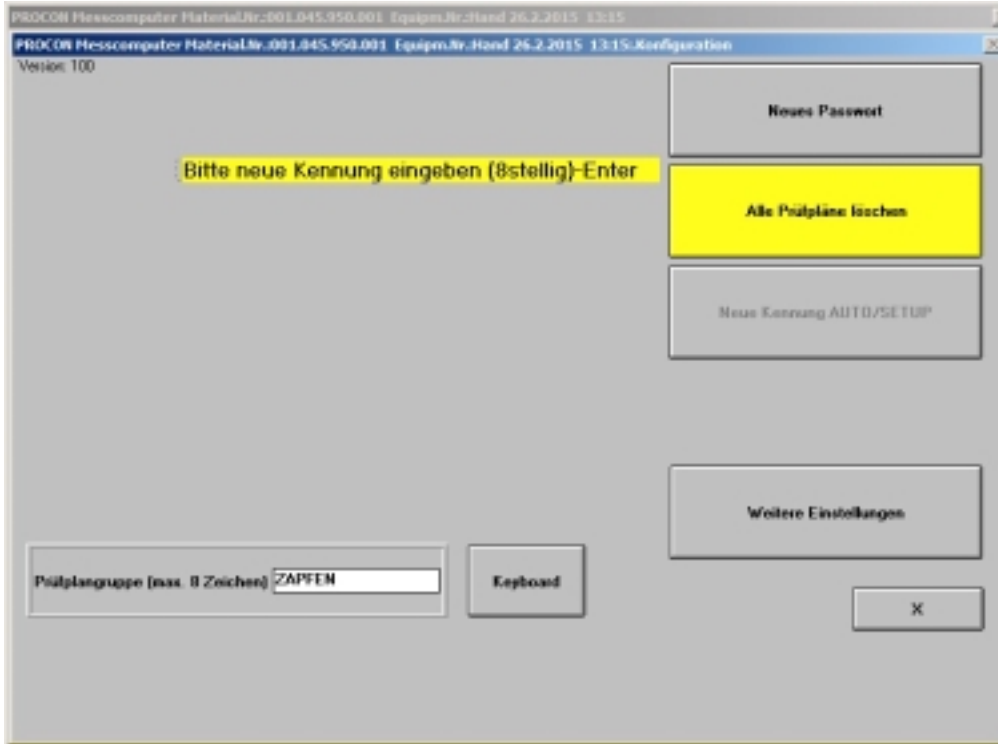 PROCON Messcomputer Material.Nr.:001.045.950.001 Equipm.Nr.:Hand 26.2.2015 13:15
PROCON Messcomputer Material.Nr.:001.045.950.001 Equipm.Nr.:Hand 26.2.2015 13:15:Konfiguration
Version: 100
Neues Passwort
Bitte neue Kennung eingeben (8stellig)-Enter
Alle Prüfpläne löschen
Neue Kennung AUTO/SETUP
Weitere Einstellungen
Prüfplangruppe (max. 8 Zeichen) ZAPFEN
Keyboard
X